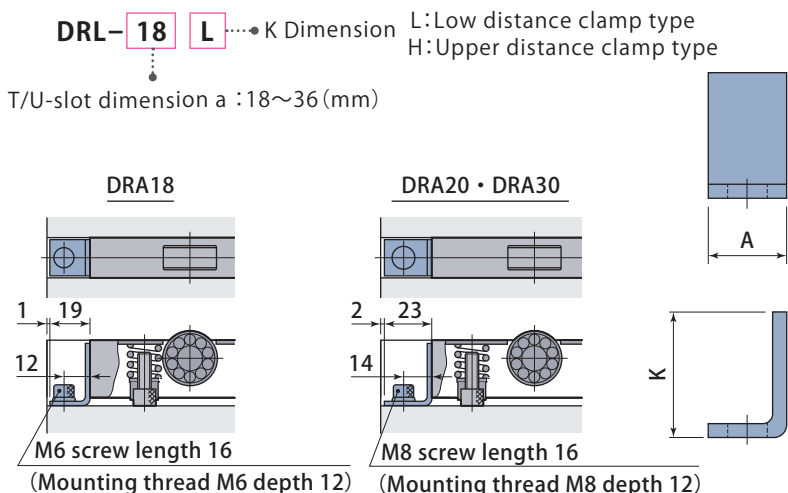 DRL–18 L K Dimension
L:Low distance clamp type
H:Upper distance clamp type
T/U-slot dimension a :18～36(mm)
DRA18
DRA20・DRA30
A
1 19
2 23
12
14
K
M6 screw length 16
(Mounting thread M6 depth 12)
M8 screw length 16
(Mounting thread M8 depth 12)